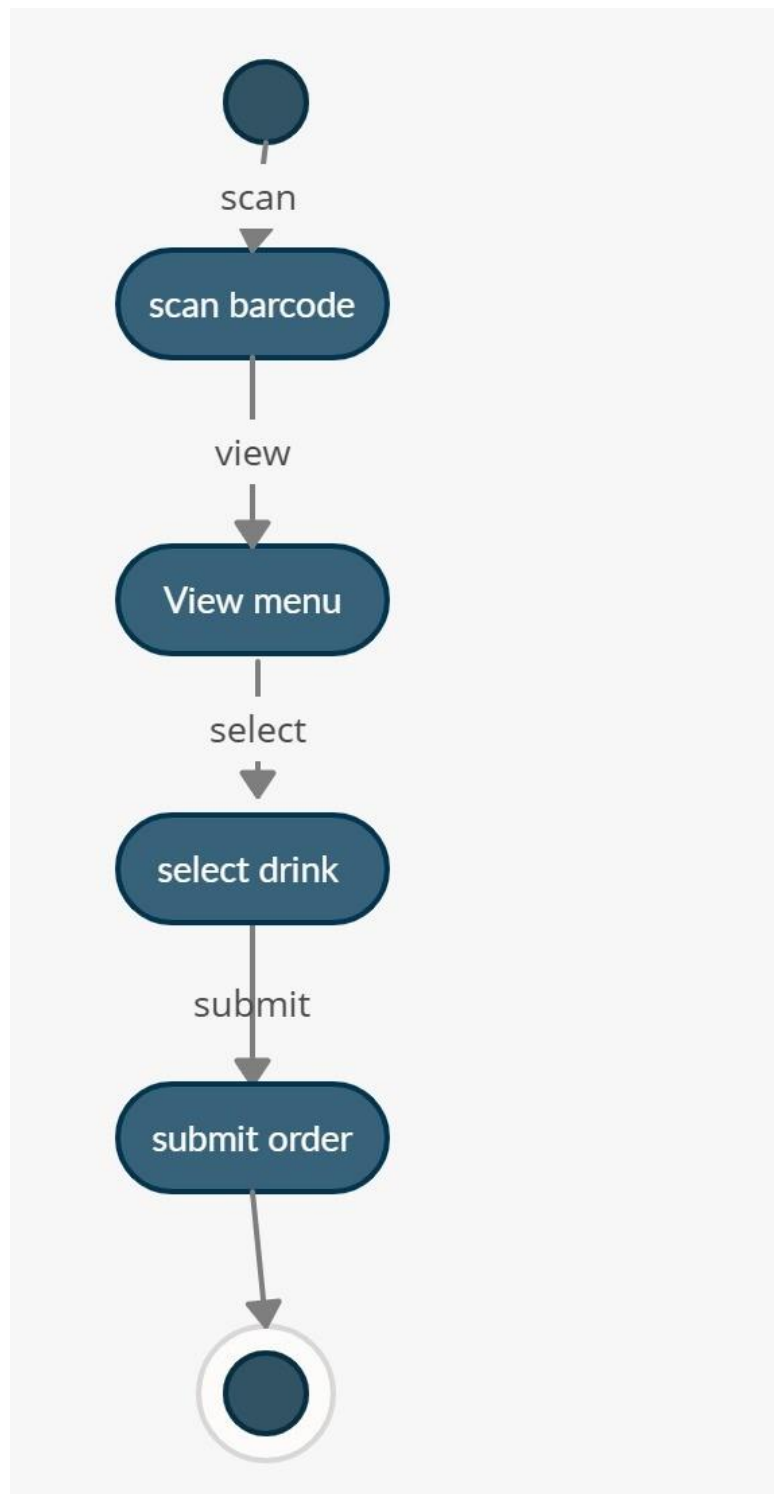 scan
scan barcode
view
View menu
select
select drink
submit
submit order